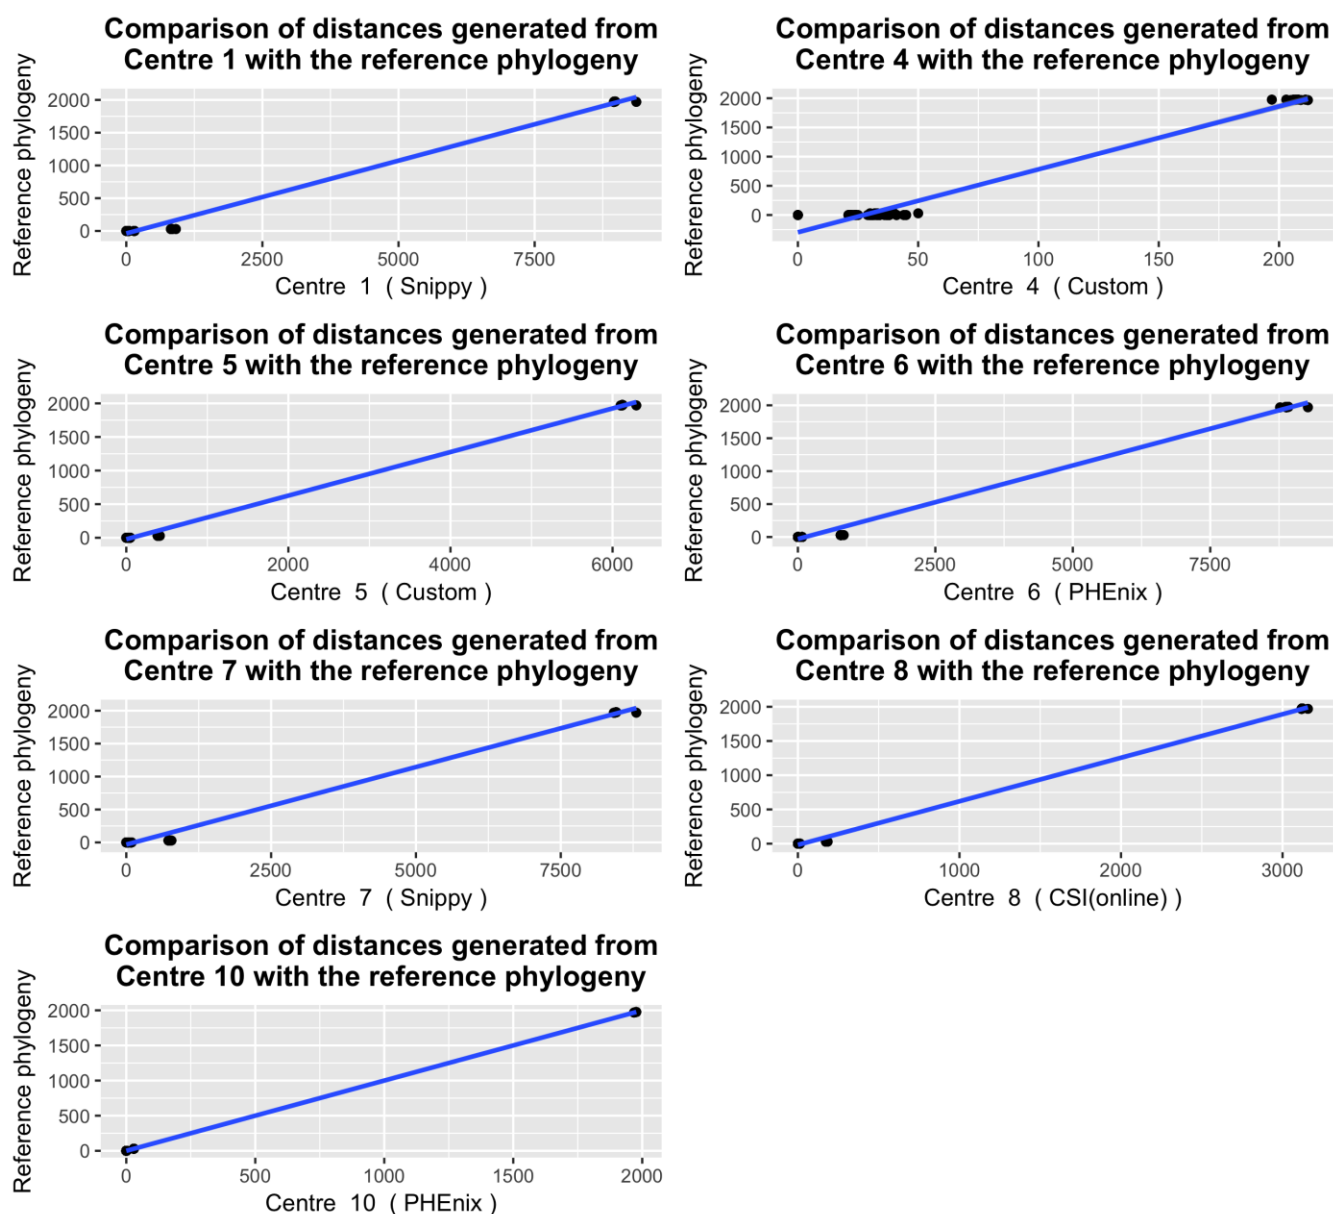 Comparison of distances generated from
Centre 1 with the reference phylogeny
Reference phylogeny
2000
1500
1000
500
0
0 2500 5000 7500
Centre 1 ( Snippy )
Comparison of distances generated from
Centre 4 with the reference phylogeny
Reference phylogeny
2000
1500
1000
500
0
0 50 100 150 200
Centre 4 ( Custom )
Comparison of distances generated from
Centre 5 with the reference phylogeny
Reference phylogeny
2000
1500
1000
500
0
0 2000 4000 6000
Centre 5 ( Custom )
Comparison of distances generated from
Centre 6 with the reference phylogeny
Reference phylogeny
2000
1500
1000
500
0
2500 5000 7500
0
Centre 6 ( PHEnix )
Comparison of distances generated from
Centre 7 with the reference phylogeny
Reference phylogeny
2000
1500
1000
500
0
0 2500 5000 7500
Centre 7 ( Snippy )
Comparison of distances generated from
Centre 8 with the reference phylogeny
Reference phylogeny
2000
1500
1000
500
0
0 1000 2000 3000
Centre 8 ( CSI(online) )
Comparison of distances generated from
Centre 10 with the reference phylogeny
Reference phylogeny
2000
1500
1000
500
0
0 500 1000 1500 2000
Centre 10 ( PHEnix )